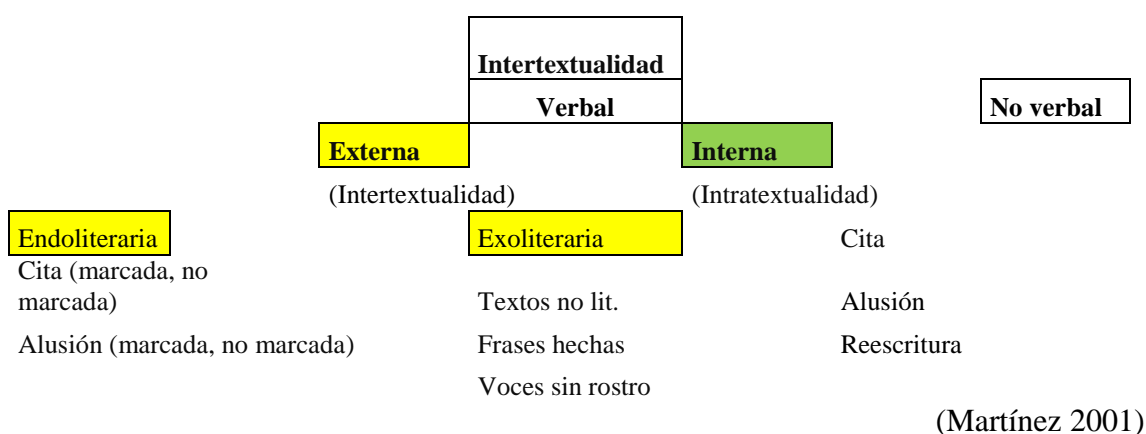 Intertextualidad
Verbal
No verbal
Externa
Interna
(Intertextualidad)
(Intratextualidad)
Endoliteraria
Exoliteraria
Cita
Cita (marcada, no
marcada)
Textos no lit.
Alusión
Alusión (marcada, no marcada)
Frases hechas
Reescritura
Voces sin rostro
(Martínez 2001)